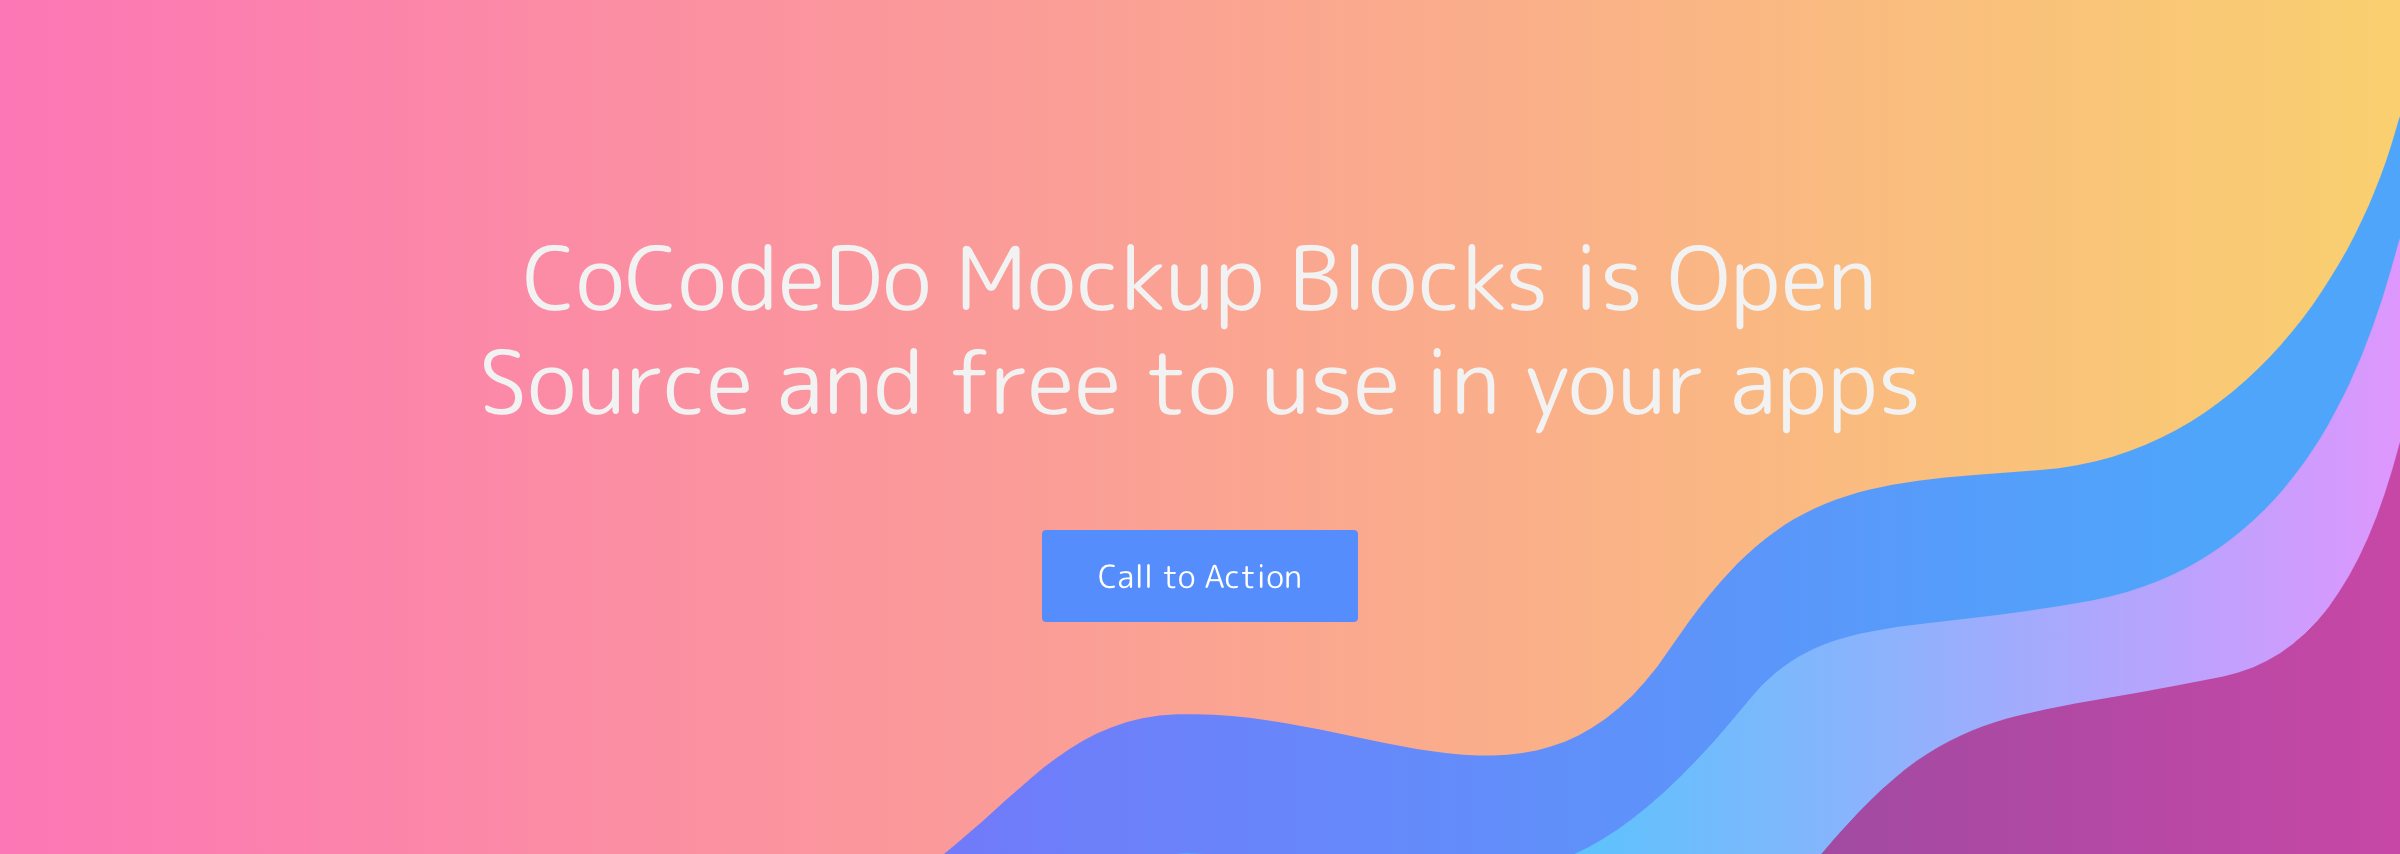 CoCodeDo Mockup Blocks is Open
Source and free to use in your apps
Call to Action